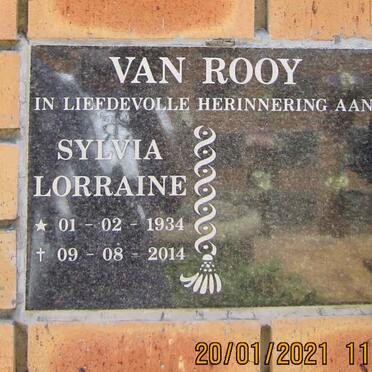 VAN ROOY
IN LIEFDEVOLLE HERINNERING AAN
SYLVIA
LORRAINE
★ 01 - 02 - 1934
† 09 - 08 - 2014
20/01/2021 11